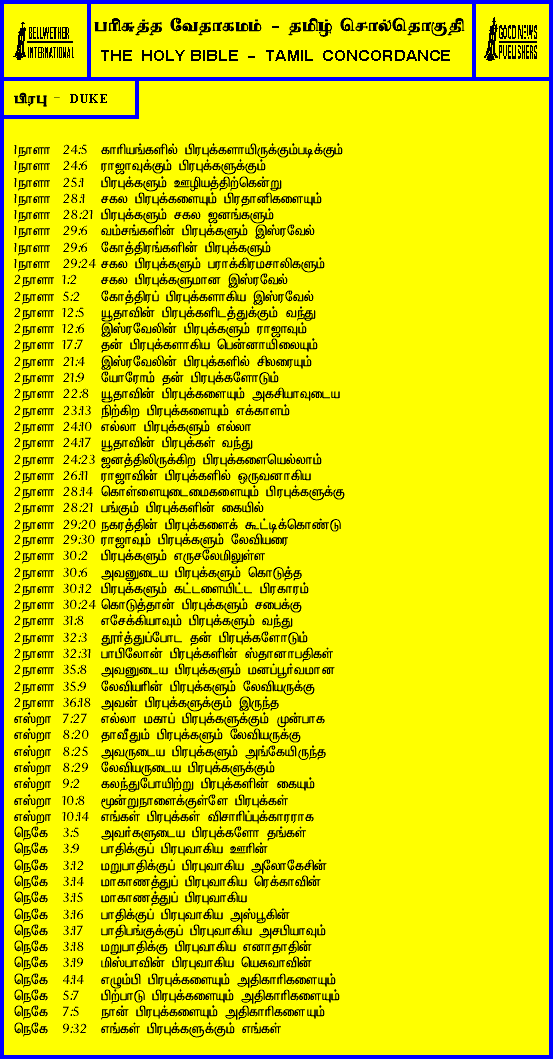 BELLWETHER
INTERNATIONAL
பரிசுத்த வேதாகமம் - தமிழ் சொல்தொகுதி
THE HOLY BIBLE - TAMIL CONCORDANCE
GOOD NEWS
PUBLISHERS
பிரபு - DUKE
1நாளா 24:5 காரியங்களில் பிரபுக்களாயிருக்கும்படிக்கும்
1நாளா 24:6 ராஜாவுக்கும் பிரபுக்களுக்கும்
1நாளா 25:1 பிரபுக்களும் ஊழியத்திற்கென்று
1நாளா 28:1 சகல பிரபுக்களையும் பிரதானிகளையும்
1நாளா 28:21 பிரபுக்களும் சகல ஜனங்களும்
1நாளா 29:6 வம்சங்களின் பிரபுக்களும் இஸ்ரவேல்
1நாளா 29:6 கோத்திரங்களின் பிரபுக்களும்
1நாளா 29:24 சகல பிரபுக்களும் பராக்கிரமசாலிகளும்
2நாளா 1:2 சகல பிரபுக்களுமான இஸ்ரவேல்
2நாளா 5:2 கோத்திரப் பிரபுக்களாகிய இஸ்ரவேல்
2நாளா 12:5 யூதாவின் பிரபுக்களிடத்துக்கும் வந்து
2நாளா 12:6 இஸ்ரவேலின் பிரபுக்களும் ராஜாவும்
2நாளா 17:7 தன் பிரபுக்களாகிய பென்னாயிலையும்
2நாளா 21:4 இஸ்ரவேலின் பிரபுக்களில் சிலரையும்
2நாளா 21:9 யோரோம் தன் பிரபுக்களோடும்
2நாளா 22:8 யூதாவின் பிரபுக்களையும் அகசியாவுடைய
2நாளா 23:13 நிற்கிற பிரபுக்களையும் எக்காளம்
2நாளா 24:10 எல்லா பிரபுக்களும் எல்லா
2நாளா 24:17 யூதாவின் பிரபுக்கள் வந்து
2நாளா 24:23 ஜனத்திலிருக்கிற பிரபுக்களையெல்லாம்
2நாளா 26:11 ராஜாவின் பிரபுக்களில் ஒருவனாகிய
2நாளா 28:14 கொள்ளையுடைமைகளையும் பிரபுக்களுக்கு
2நாளா 28:21 பங்கும் பிரபுக்களின் கையில்
2நாளா 29:20 நகரத்தின் பிரபுக்களைக் கூட்டிக்கொண்டு
2நாளா 29:30 ராஜாவும் பிரபுக்களும் லேவியரை
2நாளா 30:2 பிரபுக்களும் எருசலேமிலுள்ள
2நாளா 30:6 அவனுடைய பிரபுக்களும் கொடுத்த
2நாளா 30:12 பிரபுக்களும் கட்டளையிட்ட பிரகாரம்
2நாளா 30:24 கொடுத்தான் பிரபுக்களும் சபைக்கு
2நாளா 31:8 எசேக்கியாவும் பிரபுக்களும் வந்து
2நாளா 32:3 தூர்த்துப்போட தன் பிரபுக்களோடும்
2நாளா 32:31 பாபிலோன் பிரபுக்களின் ஸ்தானாபதிகள்
2நாளா 35:8 அவனுடைய பிரபுக்களும் மனப்பூர்வமான
2நாளா 35:9 லேவியரின் பிரபுக்களும் லேவியருக்கு
2நாளா 36:18 அவன் பிரபுக்களுக்கும் இருந்த
எஸ்றா 7:27 எல்லா மகாப் பிரபுக்களுக்கும் முன்பாக
எஸ்றா 8:20 தாவீதும் பிரபுக்களும் லேவியருக்கு
எஸ்றா 8:25 அவருடைய பிரபுக்களும் அங்கேயிருந்த
எஸ்றா 8:29 லேவியருடைய பிரபுக்களுக்கும்
எஸ்றா 9:2 கலந்துபோயிற்று பிரபுக்களின் கையும்
எஸ்றா 10:8 மூன்றுநாளைக்குள்ளே பிரபுக்கள்
எஸ்றா 10:14 எங்கள் பிரபுக்கள் விசாரிப்புக்காரராக
நெகே 3:5 அவர்களுடைய பிரபுக்களோ தங்கள்
நெகே 3:9 பாதிக்குப் பிரபுவாகிய ஊரின்
நெகே 3:12 மறுபாதிக்குப் பிரபுவாகிய அலோகேசின்
நெகே 3:14 மாகாணத்துப் பிரபுவாகிய ரெக்காவின்
நெகே 3:15 மாகாணத்துப் பிரபுவாகிய
நெகே 3:16 பாதிக்குப் பிரபுவாகிய அஸ்பூகின்
நெகே 3:17 பாதிபங்குக்குப் பிரபுவாகிய அசபியாவும்
நெகே 3:18 மறுபாதிக்கு பிரபுவாகிய எனாதாதின்
நெகே 3:19 மிஸ்பாவின் பிரபுவாகிய யெசுவாவின்
நெகே 4:14 எழும்பி பிரபுக்களையும் அதிகாரிகளையும்
நெகே 5:7 பிற்பாடு பிரபுக்களையும் அதிகாரிகளையும்
நெகே 7:5 நான் பிரபுக்களையும் அதிகாரிகளையும்
நெகே 9:32 எங்கள் பிரபுக்களுக்கும் எங்கள்